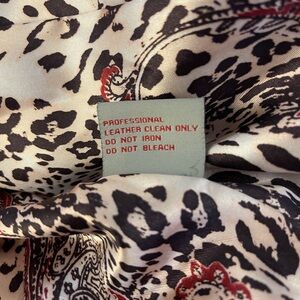 PROFESSIONAL
LEATHER CLEAN ONLY
DO NOT IRON
DO NOT BLEACH